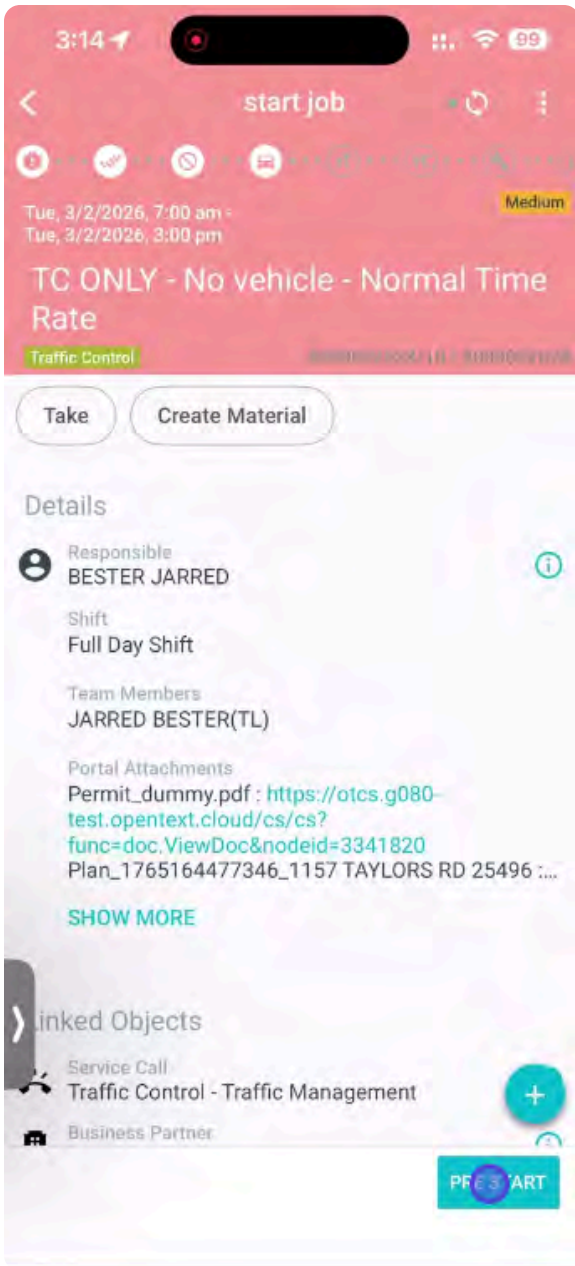 3:14
99
start job
Tue, 3/2/2026, 7:00 am -
Tue, 3/2/2026, 3:00 pm
Medium
TC ONLY - No vehicle - Normal Time
Rate
Traffic Control
Take
Create Material
Details
Responsible
BESTER JARRED
Shift
Full Day Shift
Team Members
JARRED BESTER(TL)
Portal Attachments
Permit_dummy.pdf : https://otcs.g080-
test.opentext.cloud/cs/cs?
func=doc.ViewDoc&nodeid=3341820
Plan_1765164477346_1157 TAYLORS RD 25496 :...
SHOW MORE
inked Objects
Service Call
Traffic Control - Traffic Management
Business Partner
PRE START